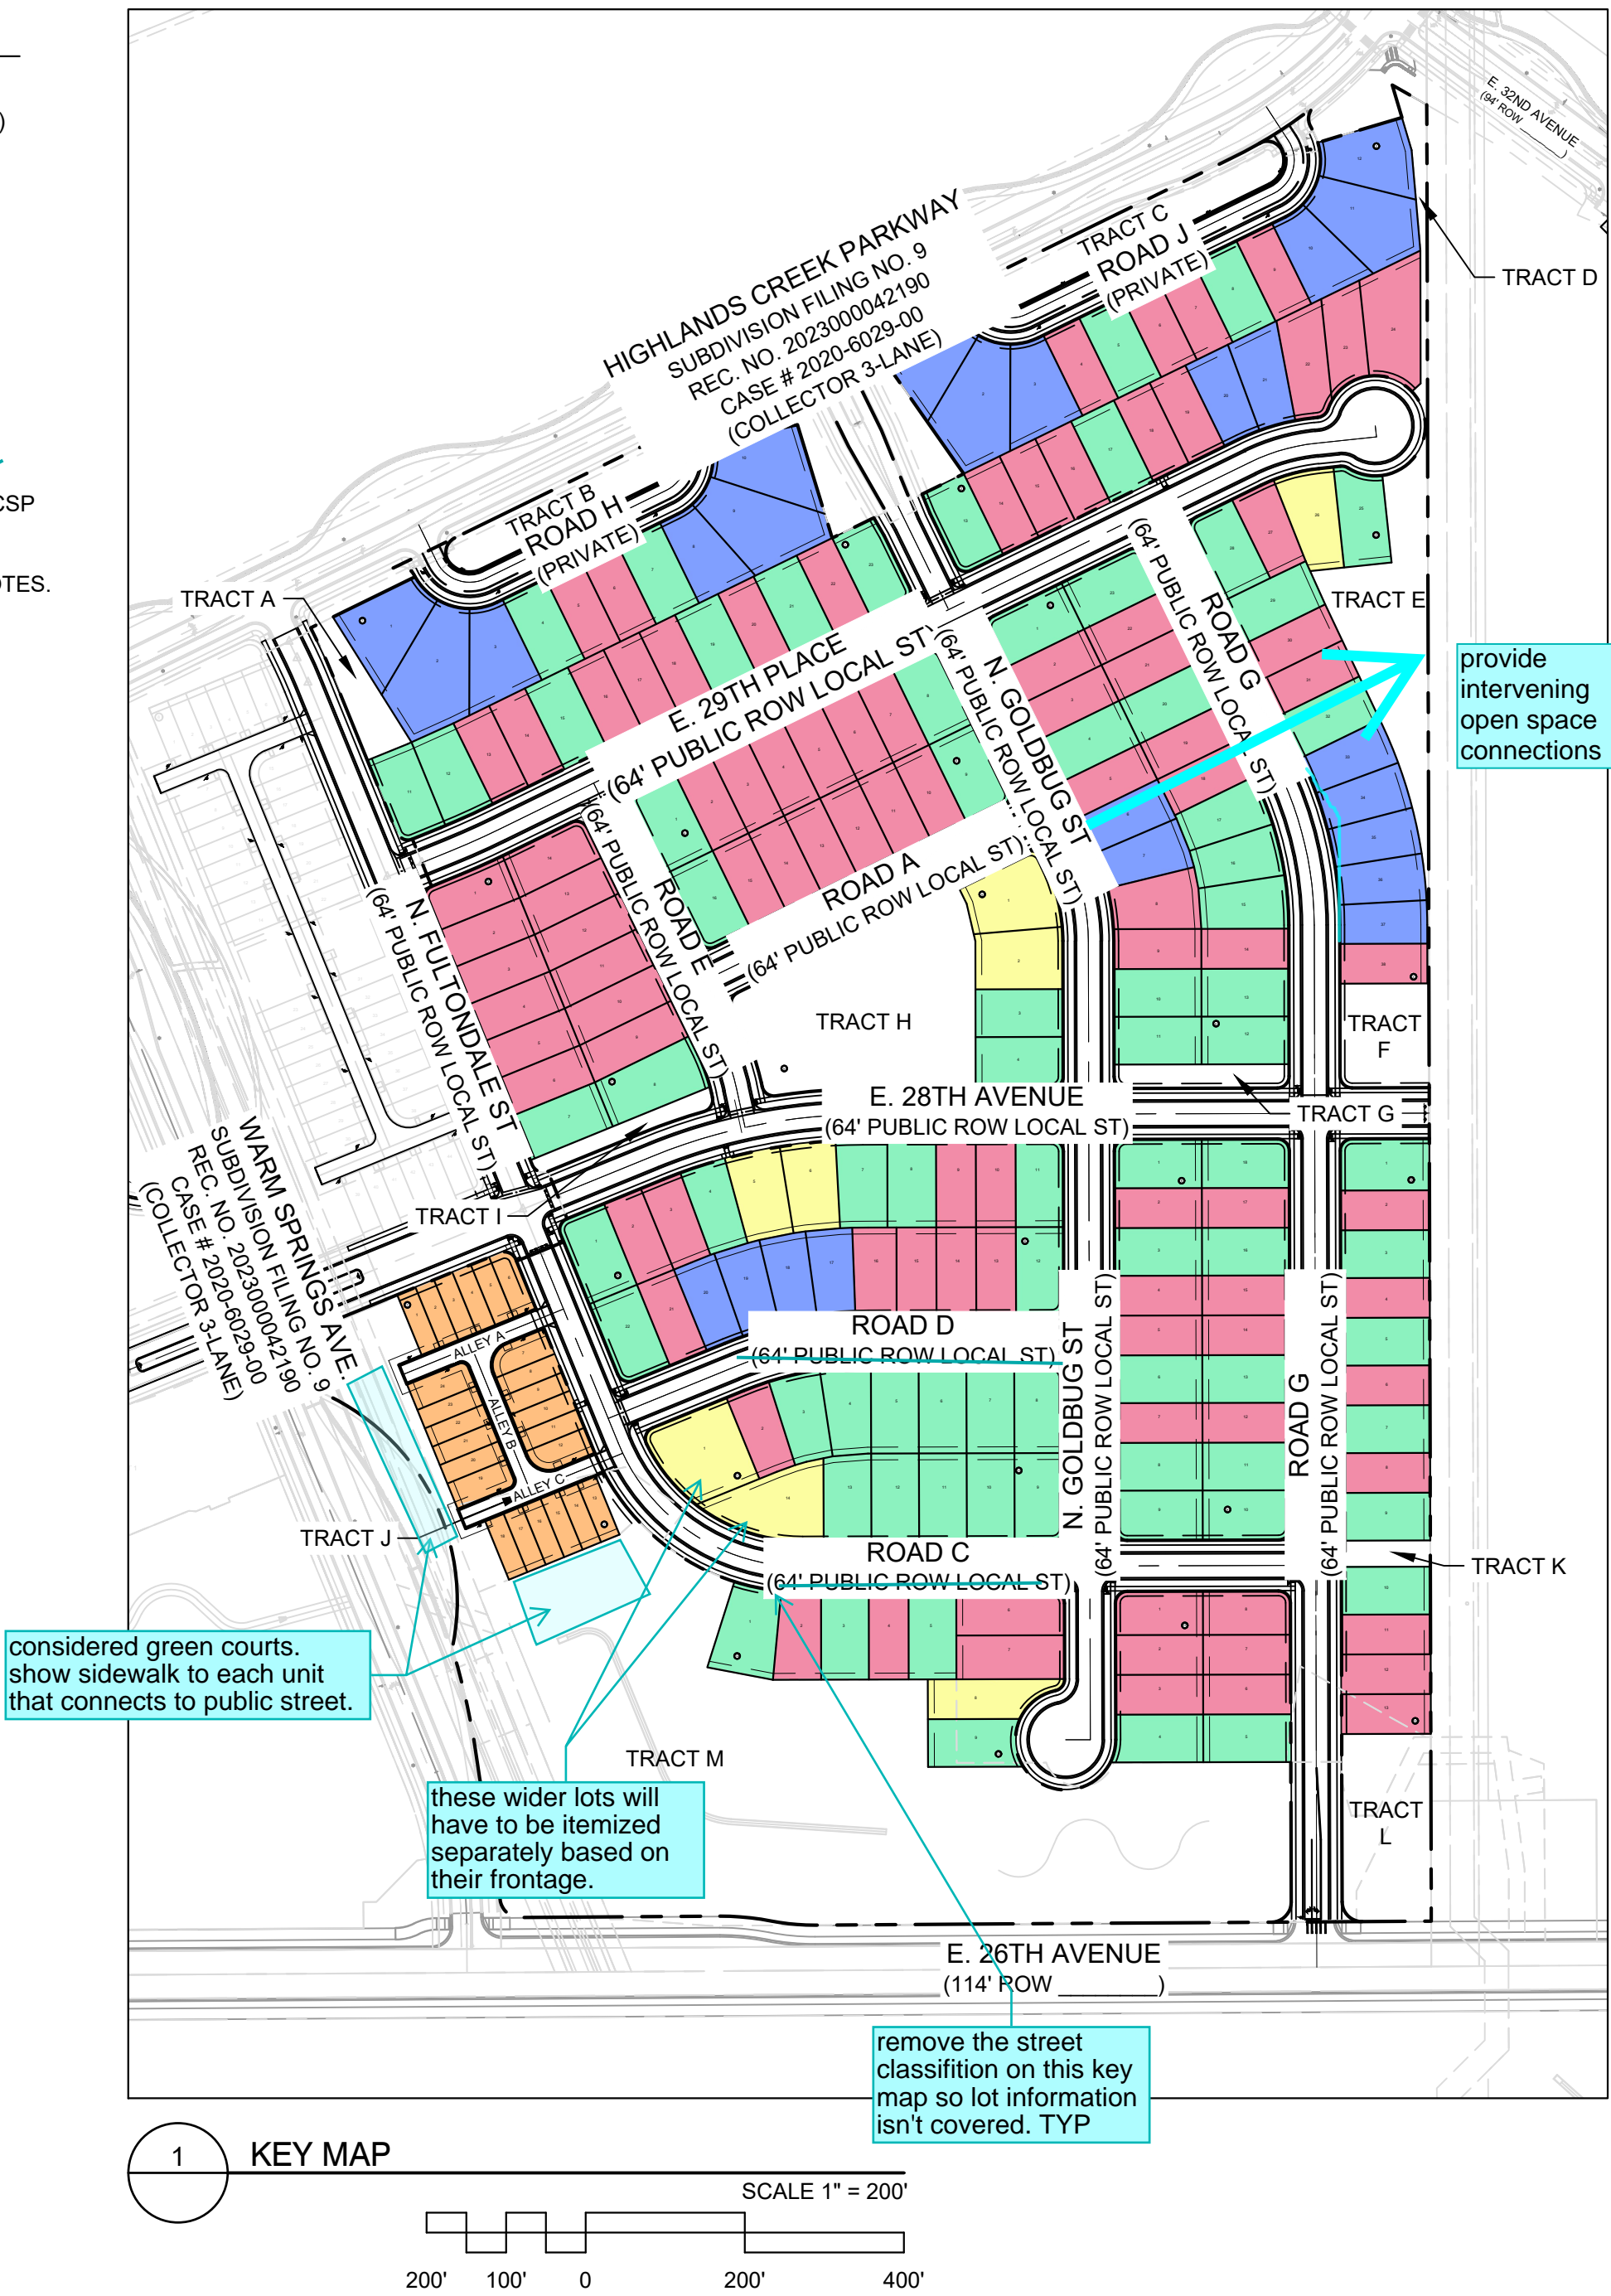 )
CSP
OTES.
E. 32ND AVENUE
(94' ROW ______)
TRACT D
TRACT C
ROAD J
(PRIVATE)
HIGHLANDS CREEK PARKWAY
SUBDIVISION FILING NO. 9
REC. NO. 2023000042190
CASE # 2020-6029-00
(COLLECTOR 3-LANE)
TRACT B
ROAD H
(PRIVATE)
TRACT A
TRACT E
provide
intervening
open space
connections
E. 29TH PLACE
(64' PUBLIC ROW LOCAL ST)
ROAD G
(64' PUBLIC ROW LOCAL ST)
N. GOLDBUG ST
(64' PUBLIC ROW LOCAL ST)
ROAD A
(64' PUBLIC ROW LOCAL ST)
ROAD E
(64' PUBLIC ROW LOCAL ST)
N. FULTONDALE ST
(64' PUBLIC ROW LOCAL ST)
TRACT H
TRACT
F
E. 28TH AVENUE
(64' PUBLIC ROW LOCAL ST)
TRACT G
WARM SPRINGS AVE.
SUBDIVISION FILING NO. 9
REC. NO. 2023000042190
CASE # 2020-6029-00
(COLLECTOR 3-LANE)
TRACT I
ALLEY A
ALLEY B
ALLEY C
ROAD D
(64' PUBLIC ROW LOCAL ST)
N. GOLDBUG ST
(64' PUBLIC ROW LOCAL ST)
ROAD G
(64' PUBLIC ROW LOCAL ST)
TRACT J
ROAD C
(64' PUBLIC ROW LOCAL ST)
TRACT K
considered green courts.
show sidewalk to each unit
that connects to public street.
TRACT M
these wider lots will
have to be itemized
separately based on
their frontage.
TRACT
L
E. 26TH AVENUE
(114' ROW ________)
remove the street
classifition on this key
map so lot information
isn't covered. TYP
1
KEY MAP
SCALE 1" = 200'
200' 100' 0 200' 400'